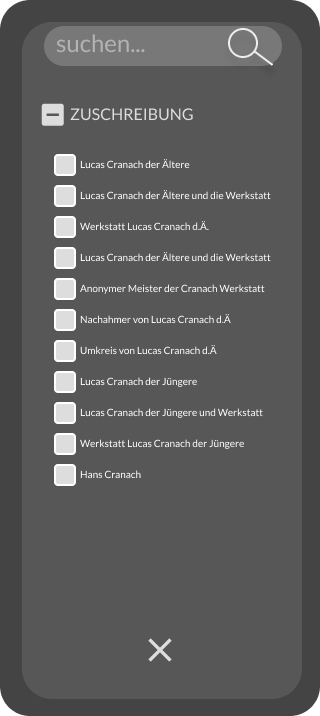 suchen...
ZUSCHREIBUNG
Lucas Cranach der Ältere
Lucas Cranach der Ältere und die Werkstatt
Werkstatt Lucas Cranach d.Ä.
Lucas Cranach der Ältere und die Werkstatt
Anonymer Meister der Cranach Werkstatt
Nachahmer von Lucas Cranach d.Ä
Umkreis von Lucas Cranach d.Ä
Lucas Cranach der Jüngere
Lucas Cranach der Jüngere und Werkstatt
Werkstatt Lucas Cranach der Jüngere
Hans Cranach